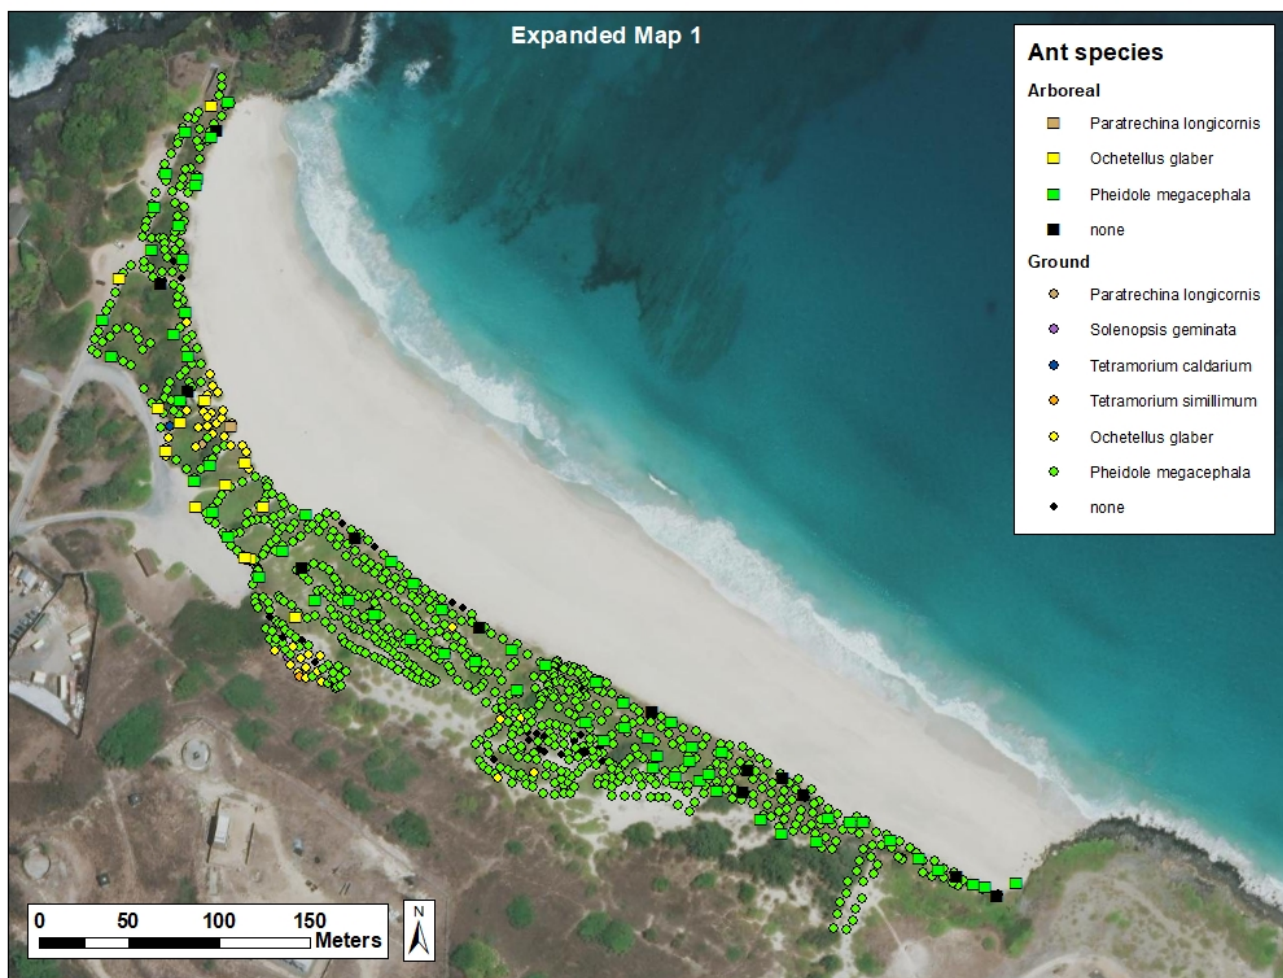 Expanded Map 1
Ant species
Arboreal
Paratrechina longicornis
Ochetellus glaber
Pheidole megacephala
none
Ground
Paratrechina longicornis
Solenopsis geminata
Tetramorium caldarium
Tetramorium simillimum
Ochetellus glaber
Pheidole megacephala
none
0 50 100 150
Meters
N